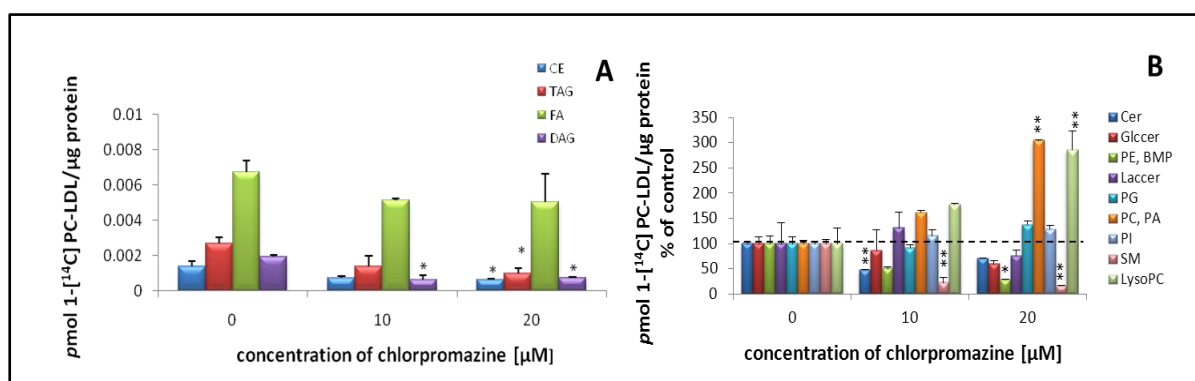 A
pmol 1-[¹⁴C] PC-LDL/µg protein
CE
TAG
FA
DAG
0.01
0.008
0.006
0.004
0.002
0
*
*
*
*
0
10
20
concentration of chlorpromazine [µM]
B
pmol 1-[¹⁴C] PC-LDL/µg protein
% of control
350
300
250
200
150
100
50
0
**
**
*
**
**
**
0
10
20
concentration of chlorpromazine [µM]
Cer
Glccer
PE, BMP
Laccer
PG
PC, PA
PI
SM
LysoPC